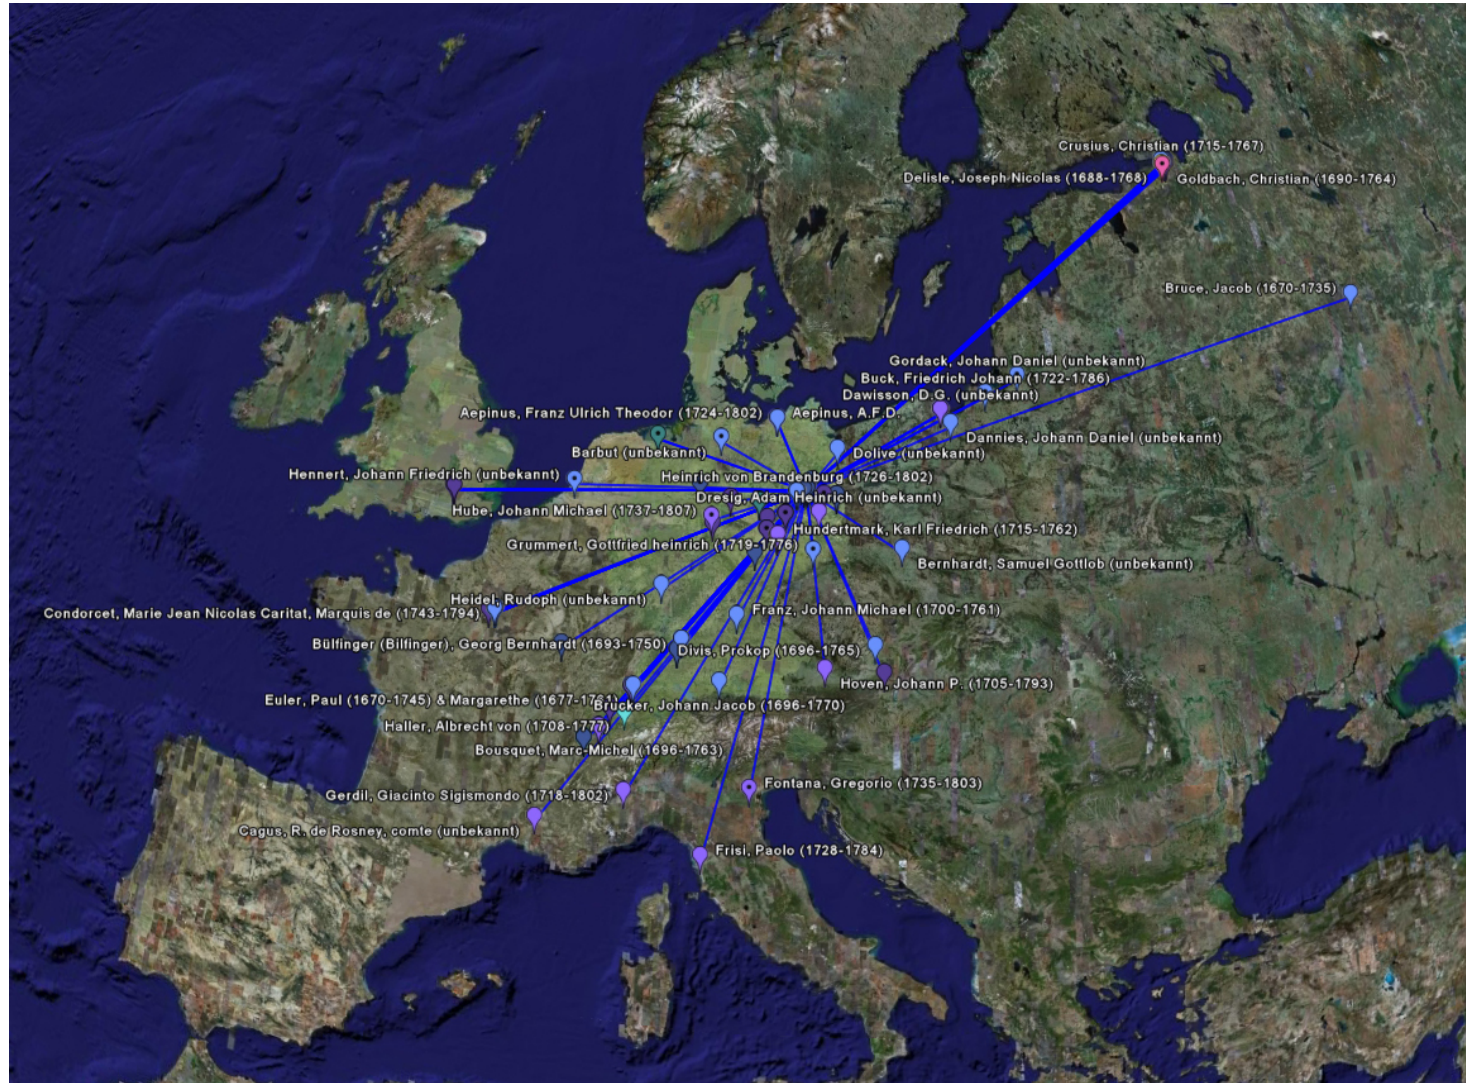 Crusius, Christian (1715-1767)
Delisle, Joseph Nicolas (1688-1768)
Goldbach, Christian (1690-1764)
Bruce, Jacob (1670-1735)
Gordack, Johann Daniel (unbekannt)
Buck, Friedrich Johann (1722-1786)
Dawisson, D.G. (unbekannt)
Aepinus, Franz Ulrich Theodor (1724-1802)
Aepinus, A.F.D.
Dannies, Johann Daniel (unbekannt)
Barbut (unbekannt)
Dolive (unbekannt)
Hennert, Johann Friedrich (unbekannt)
Heinrich von Brandenburg (1726-1802)
Dresig, Adam Heinrich (unbekannt)
Hube, Johann Michael (1737-1807)
Hundertmark, Karl Friedrich (1715-1762)
Grummert, Gottfried heinrich (1719-1776)
Bernhardt, Samuel Gottlob (unbekannt)
Heidel, Rudoph (unbekannt)
Condorcet, Marie Jean Nicolas Caritat, Marquis de (1743-1794)
Franz, Johann Michael (1700-1761)
Bülfinger (Bilfinger), Georg Bernhardt (1693-1750)
Divis, Prokop (1696-1765)
Hoven, Johann P. (1705-1793)
Euler, Paul (1670-1745) & Margarethe (1677-1761)
Brucker, Johann Jacob (1696-1770)
Haller, Albrecht von (1708-1777)
Bousquet, Marc-Michel (1696-1763)
Fontana, Gregorio (1735-1803)
Gerdil, Giacinto Sigismondo (1718-1802)
Cagus, R. de Rosney, comte (unbekannt)
Frisi, Paolo (1728-1784)